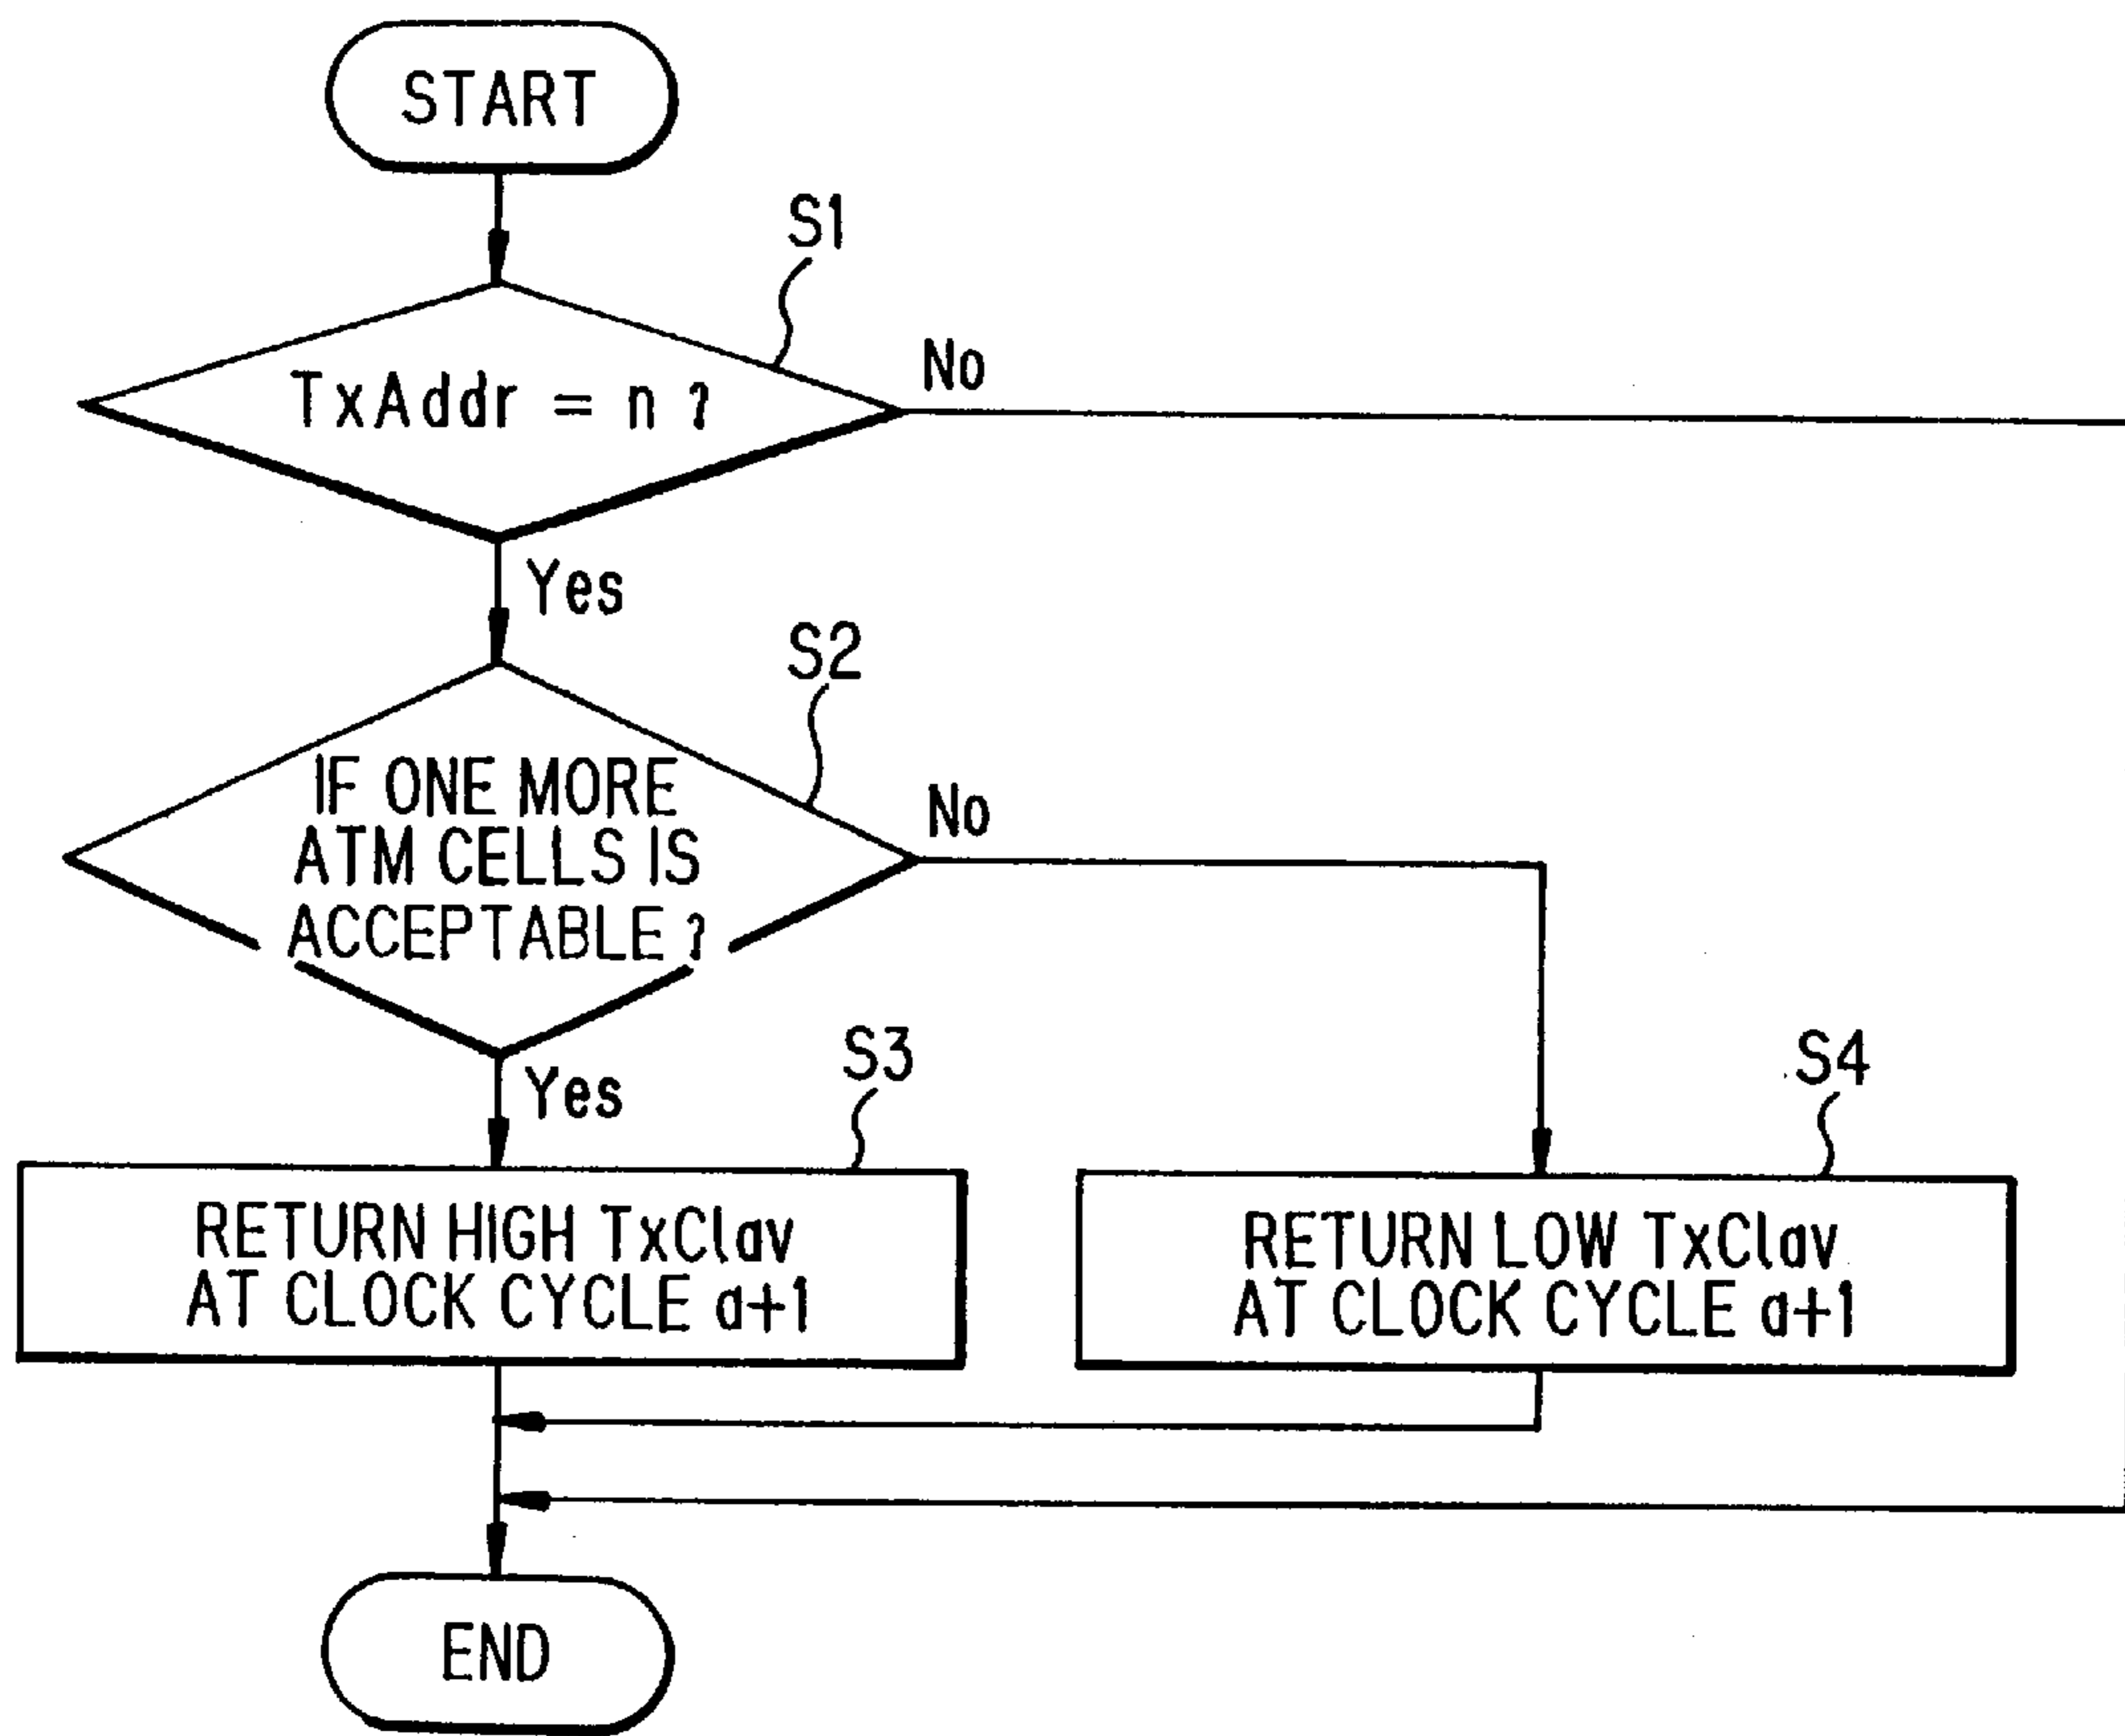 START
S1
TxAddr = n ?
No
Yes
S2
IF ONE MORE
ATM CELLS IS
ACCEPTABLE ?
No
Yes
S3
S4
RETURN HIGH TxClav
AT CLOCK CYCLE a+1
RETURN LOW TxClav
AT CLOCK CYCLE a+1
END